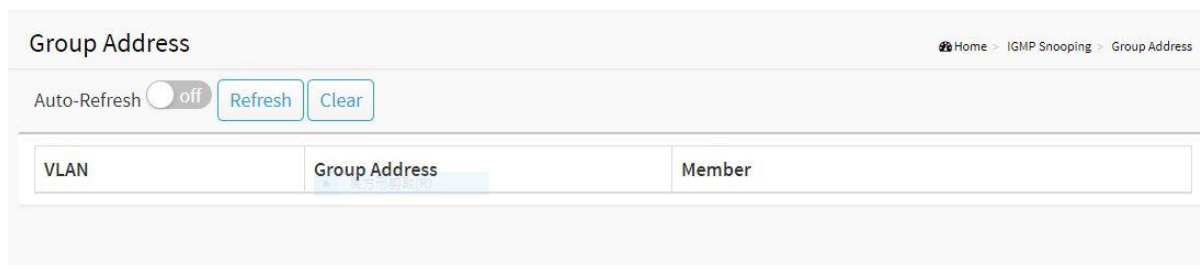 Group Address
Home > IGMP Snooping > Group Address
Auto-Refresh off Refresh Clear
VLAN Group Address Member